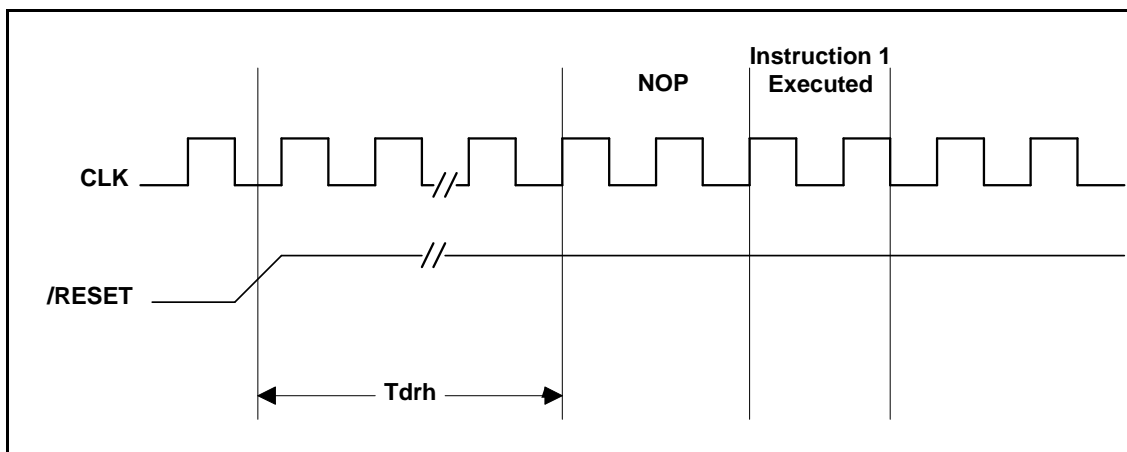 Instruction 1
Executed
NOP
CLK
/RESET
Tdrh